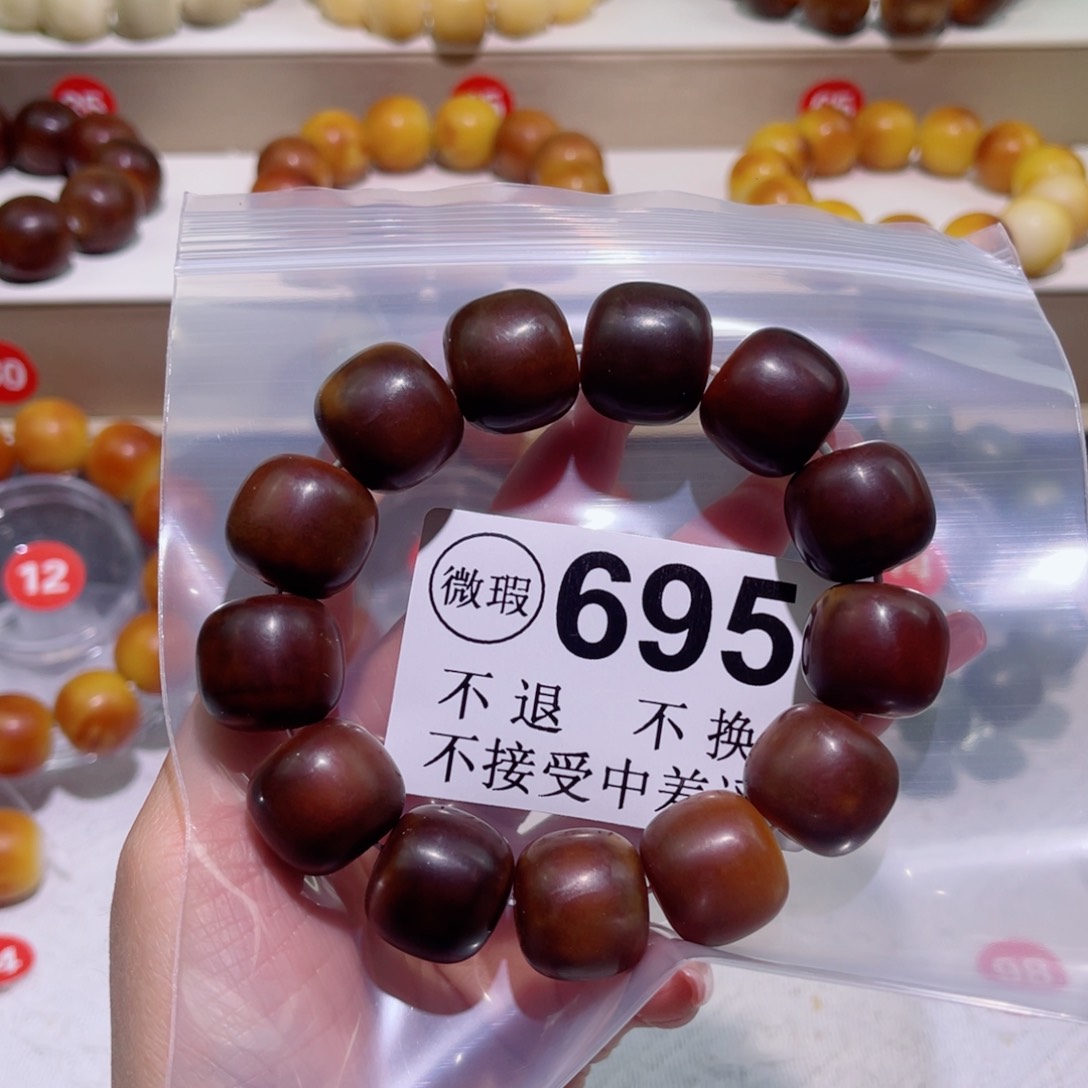 微瑕 695
不退 不换
不接受中差
12